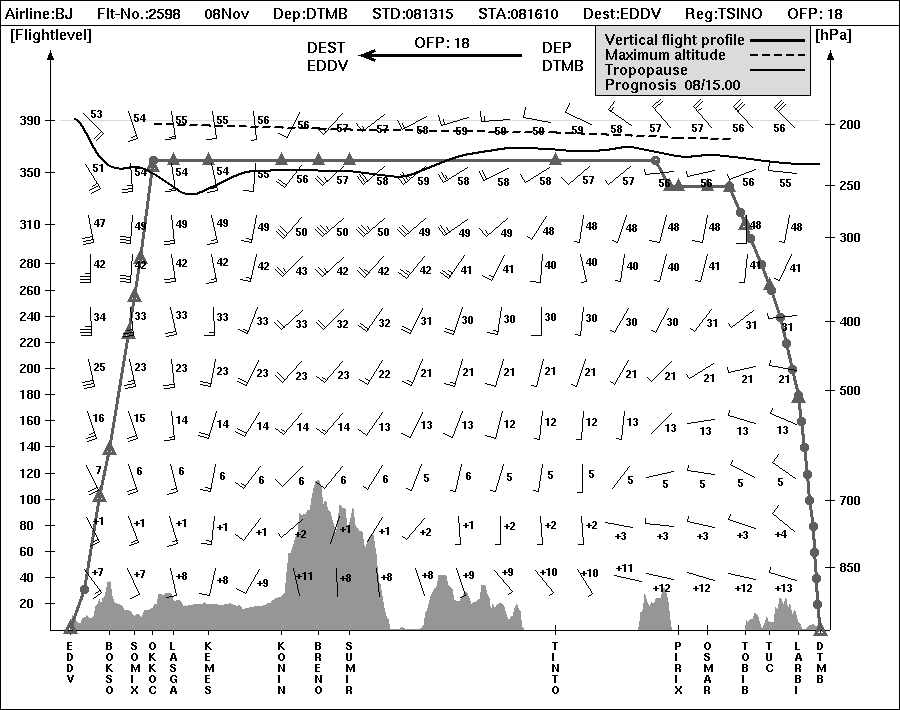 Airline:BJ Flt-No.:2598 08Nov Dep:DTMB STD:081315 STA:081610 Dest:EDDV Reg:TSINO OFP: 18
[Flightlevel] [hPa]
DEST OFP: 18 DEP
EDDV DTMB
Vertical flight profile
Maximum altitude
Tropopause
Prognosis 08/15.00
390 53 54 55 55 56 56 57 57 58 59 58 58 59 58 57 57 56 56 200
350 51 54 54 54 55 56 57 58 59 58 58 58 57 57 56 56 56 55 250
310 47 49 49 49 49 50 50 50 49 49 49 48 48 48 48 48 48 48 300
280 42 42 42 42 42 43 42 42 42 41 41 40 40 40 40 41 41 41
260
240 34 33 33 33 33 33 32 32 31 30 30 30 30 30 30 31 31 31 400
220
200 25 23 23 23 23 23 23 22 21 21 21 21 21 21 21 21 21 21 500
180
160 16 15 14 14 14 14 14 13 13 13 12 12 12 13 13 13 13 13
140
120 7 6 6 6 6 6 6 6 5 6 5 5 5 5 5 5 5 5
100 700
80 +1 +1 +1 +1 +1 +2 +1 +1 +2 +1 +2 +2 +2 +3 +3 +3 +3 +4
60
40 +7 +7 +8 +8 +9 +11 +8 +8 +8 +9 +9 +10 +10 +11 +12 +12 +12 +13 850
20
EDDV
BOKSO
SOMIX
OKKOC
LASGA
KEMES
KONIN
BRENO
SUMIR
TINTO
PIRIX
OSMAR
TOBIB
TUC
LARBI
DTMB